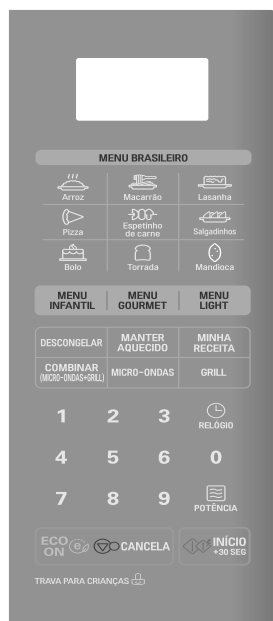 MENU BRASILEIRO
Arroz Macarrão Lasanha
Pizza Espetinho de carne Salgadinhos
Bolo Torrada Mandioca
MENU INFANTIL MENU GOURMET MENU LIGHT
DESCONGELAR MANTER AQUECIDO MINHA RECEITA
COMBINAR (MICRO-ONDAS+GRILL) MICRO-ONDAS GRILL
1 2 3 RELÓGIO
4 5 6 0
7 8 9 POTÊNCIA
ECO ON e CANCELA INÍCIO +30 SEG
TRAVA PARA CRIANÇAS